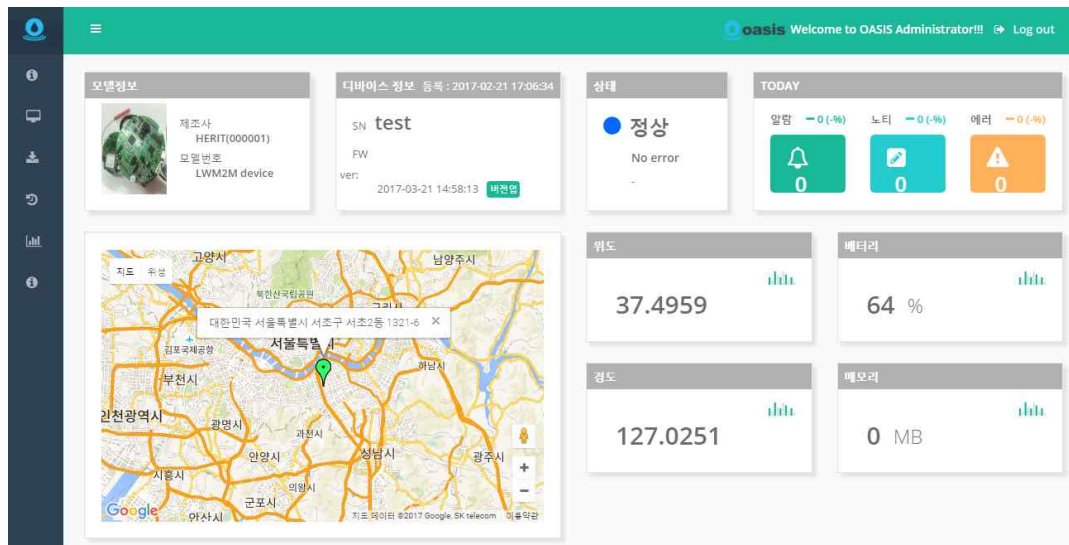 oasis Welcome to OASIS Administrator!!! Log out
모델정보
제조사
HERIT(000001)
모델번호
LWM2M device
디바이스 정보 등록 : 2017-02-21 17:06:34
SN test
FW
ver:
2017-03-21 14:58:13 버전업
상태
정상
No error
-
TODAY
알람 0 (-%) 노티 0 (-%) 에러 0 (-%)
0 0 0
지도 위성
고양시
남양주시
북한산국립공원
대한민국 서울특별시 서초구 서초2동 1321-6 ×
김포국제공항
하남시
부천시
인천광역시
광명시
과천시
안양시
성남시
광주시
시흥시
의왕시
군포시
안산시
+
−
Google
지도 데이터 ©2017 Google, SK telecom 이용약관
위도
37.4959
베터리
64 %
경도
127.0251
메모리
0 MB